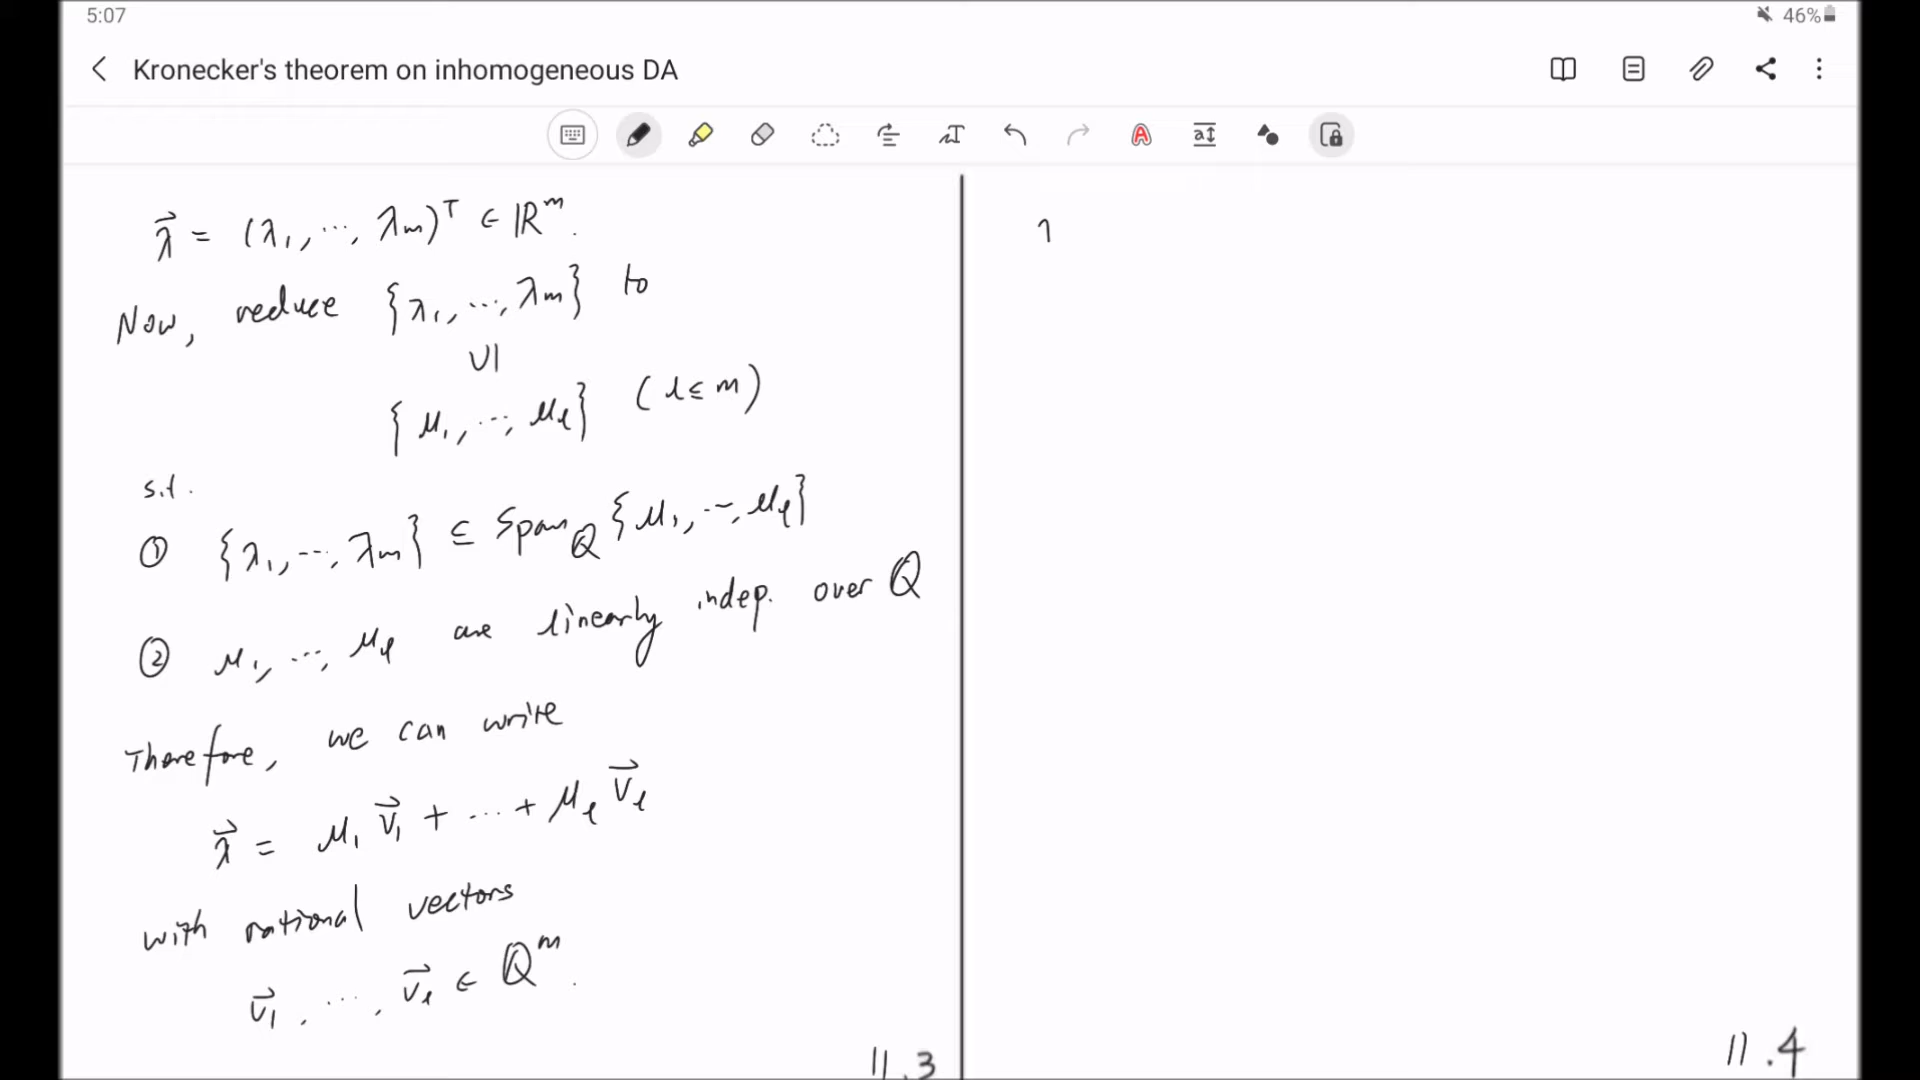 5:07
46%
Kronecker's theorem on inhomogeneous DA
λ⃗ = (λ₁, ..., λₘ)ᵀ ∈ ℝᵐ.
Now, reduce {λ₁, ..., λₘ} to
∪|
{μ₁, ..., μₗ} (l ≤ m)
s.t.
① {λ₁, ..., λₘ} ⊆ Span_ℚ {μ₁, ..., μₗ}
② μ₁, ..., μₗ are linearly indep. over ℚ
Therefore, we can write
λ⃗ = μ₁ v⃗₁ + ... + μₗ v⃗ₗ
with rational vectors
v⃗₁, ..., v⃗ₗ ∈ ℚᵐ.
11.3
11.4